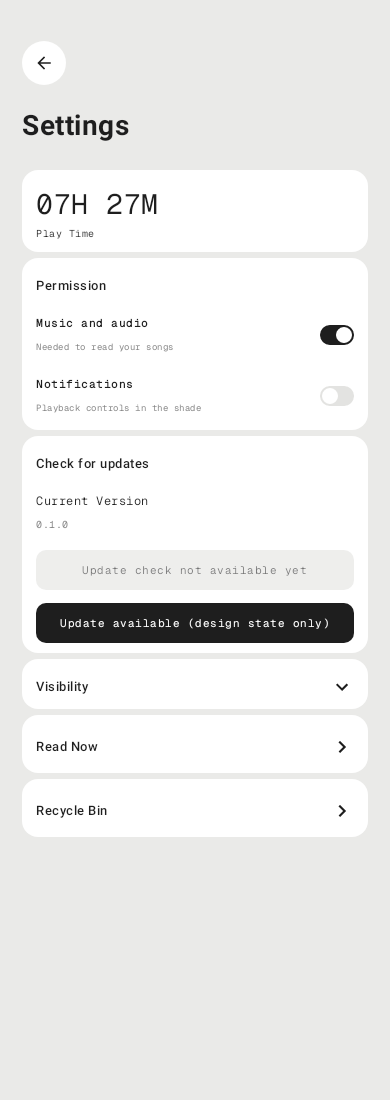 Settings
07H 27M
Play Time
Permission
Music and audio
Needed to read your songs
Notifications
Playback controls in the shade
Check for updates
Current Version
0.1.0
Update check not available yet
Update available (design state only)
Visibility
Read Now
Recycle Bin